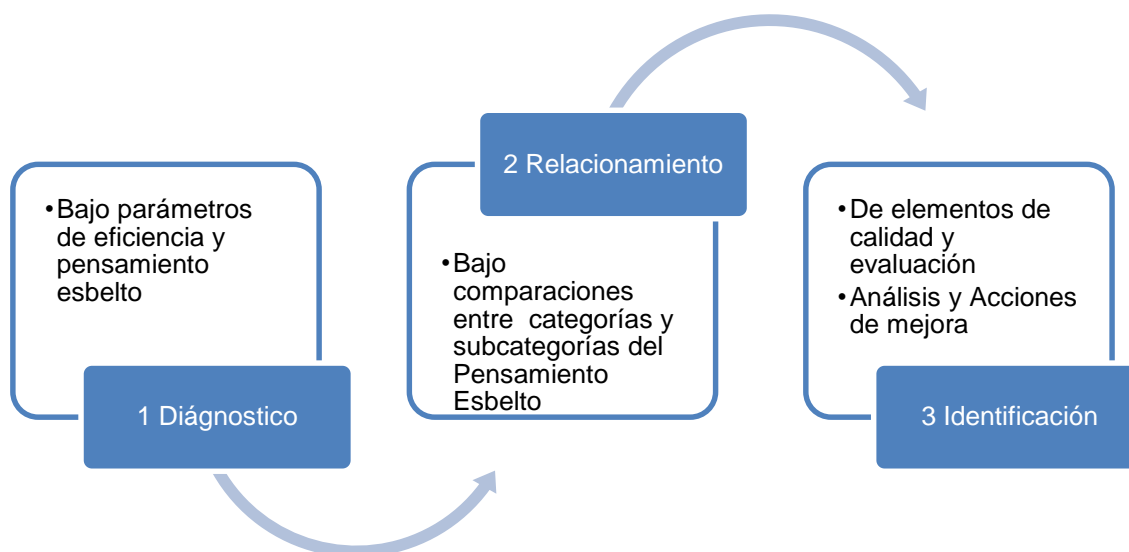 •Bajo parámetros
de eficiencia y
pensamiento
esbelto
1 Diágnostico
2 Relacionamiento
•Bajo
comparaciones
entre categorías y
subcategorías del
Pensamiento
Esbelto
•De elementos de
calidad y
evaluación
•Análisis y Acciones
de mejora
3 Identificación